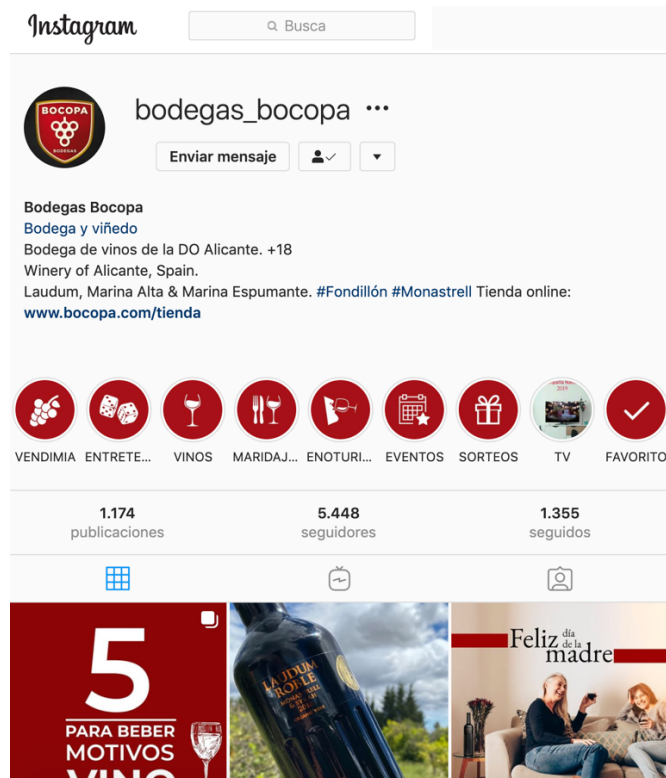 Instagram
Busca
BOCOPA
BODEGAS
bodegas_bocopa
Enviar mensaje
Bodegas Bocopa
Bodega y viñedo
Bodega de vinos de la DO Alicante. +18
Winery of Alicante, Spain.
Laudum, Marina Alta & Marina Espumante. #Fondillón #Monastrell Tienda online:
www.bocopa.com/tienda
2019
VENDIMIA ENTRETE... VINOS MARIDAJ... ENOTURI... EVENTOS SORTEOS TV FAVORITO
1.174 5.448 1.355
publicaciones seguidores seguidos
5
PARA BEBER
MOTIVOS
VINO
LAUDUM
ROBLE
MONASTRELL
Feliz día de la madre